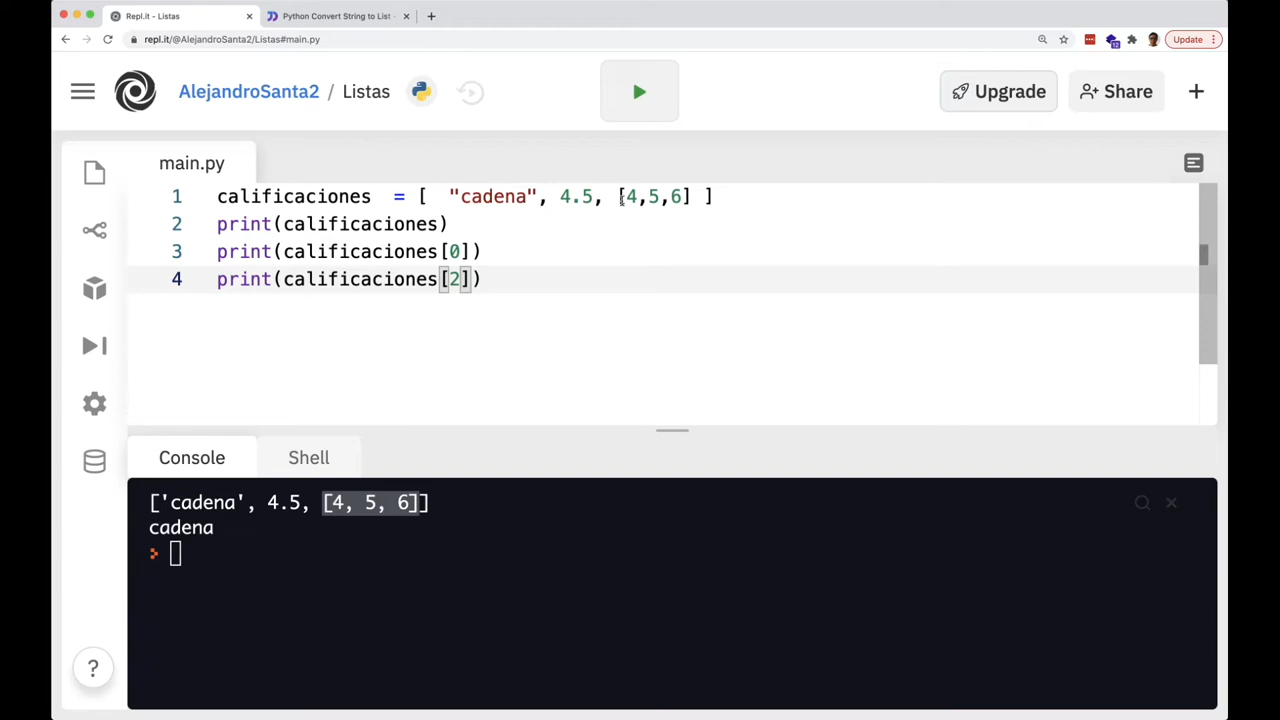 Repl.it - Listas
Python Convert String to List -
repl.it/@AlejandroSanta2/Listas#main.py
12
Update
AlejandroSanta2 / Listas
Upgrade
Share
main.py
1 calificaciones = [ "cadena", 4.5, [4,5,6] ]
2 print(calificaciones)
3 print(calificaciones[0])
4 print(calificaciones[2])
Console
Shell
['cadena', 4.5, [4, 5, 6]]
cadena
?